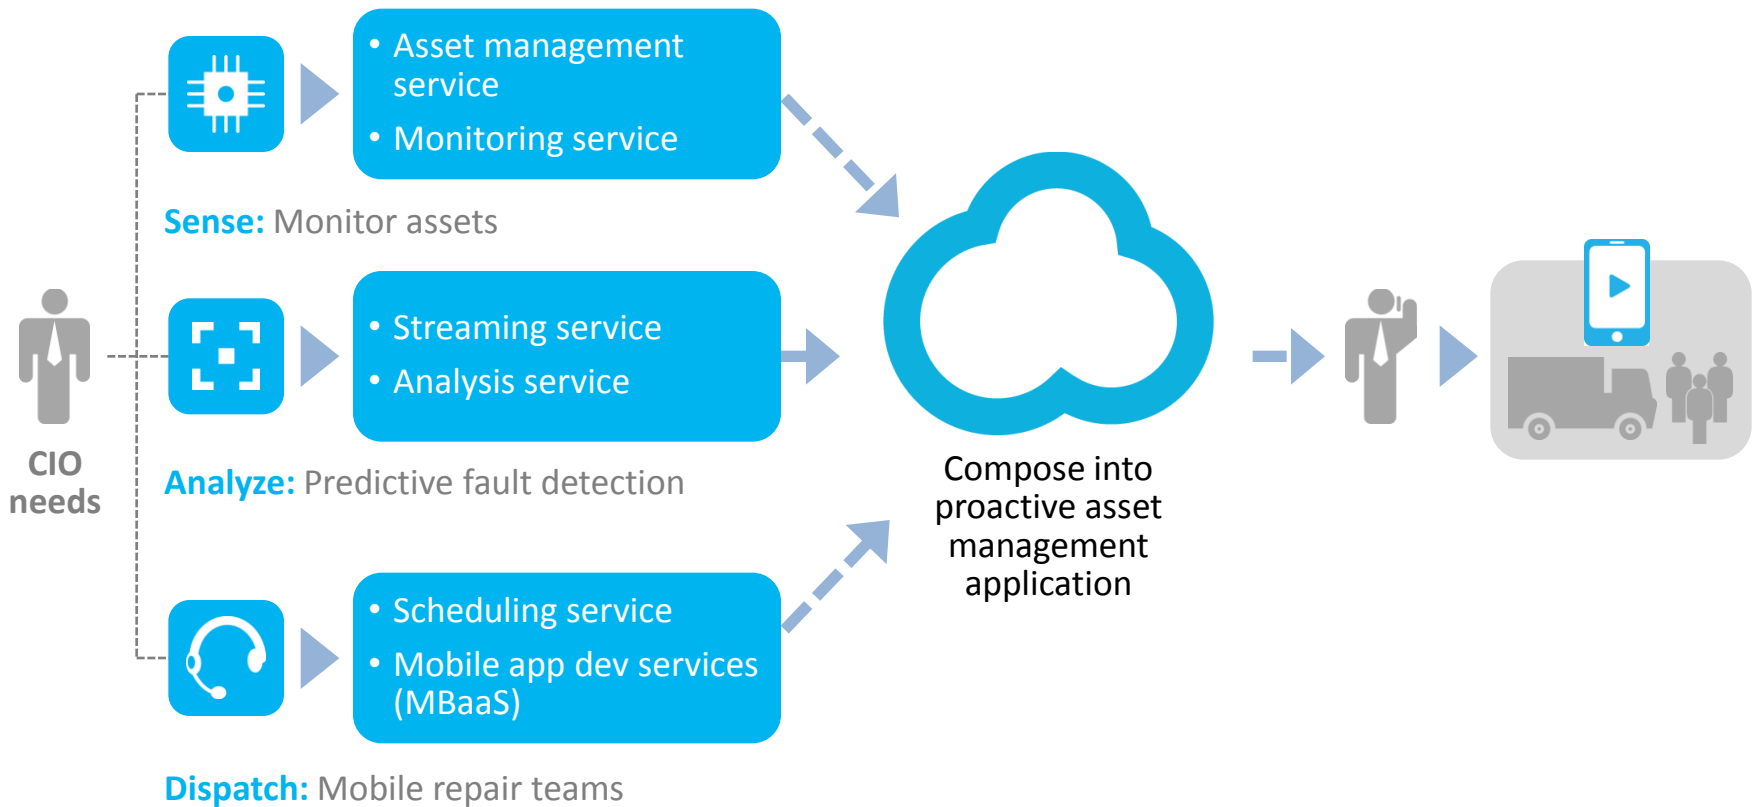 • Asset management
service
• Monitoring service
Sense: Monitor assets
• Streaming service
• Analysis service
Analyze: Predictive fault detection
CIO
needs
• Scheduling service
• Mobile app dev services
(MBaaS)
Dispatch: Mobile repair teams
Compose into
proactive asset
management
application